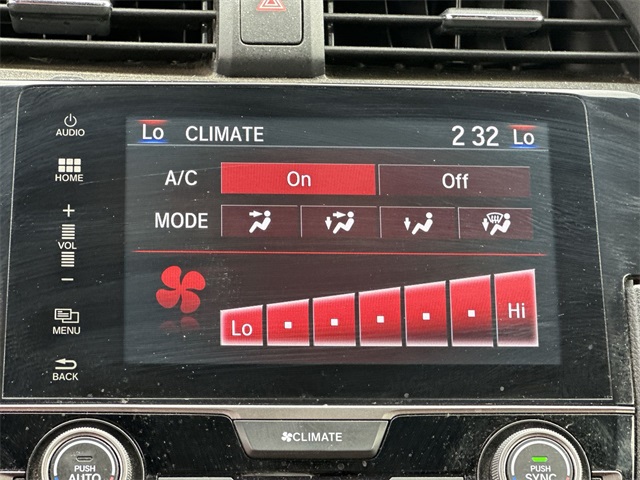 AUDIO
HOME
+
VOL
−
MENU
BACK
Lo CLIMATE 2 32 Lo
A/C On Off
MODE
Lo Hi
CLIMATE
PUSH
AUTO
PUSH
SYNC